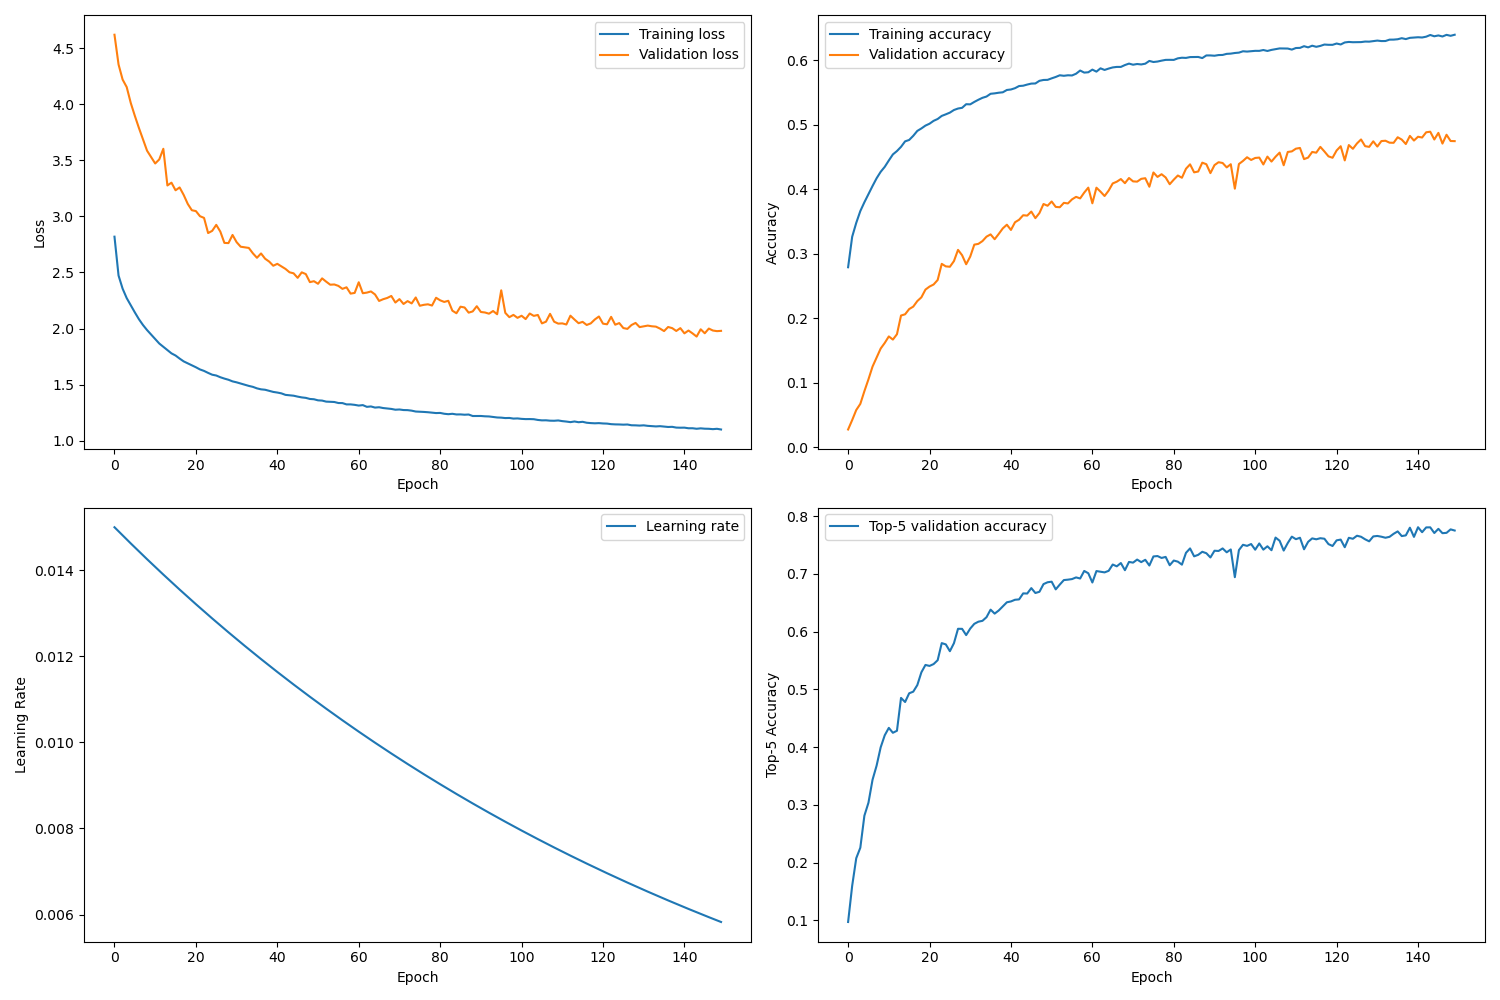 Training loss
Validation loss
4.5
4.0
3.5
3.0
2.5
2.0
1.5
1.0
Loss
0 20 40 60 80 100 120 140
Epoch
Training accuracy
Validation accuracy
0.6
0.5
0.4
0.3
0.2
0.1
0.0
Accuracy
0 20 40 60 80 100 120 140
Epoch
Learning rate
0.014
0.012
0.010
0.008
0.006
Learning Rate
0 20 40 60 80 100 120 140
Epoch
Top-5 validation accuracy
0.8
0.7
0.6
0.5
0.4
0.3
0.2
0.1
Top-5 Accuracy
0 20 40 60 80 100 120 140
Epoch